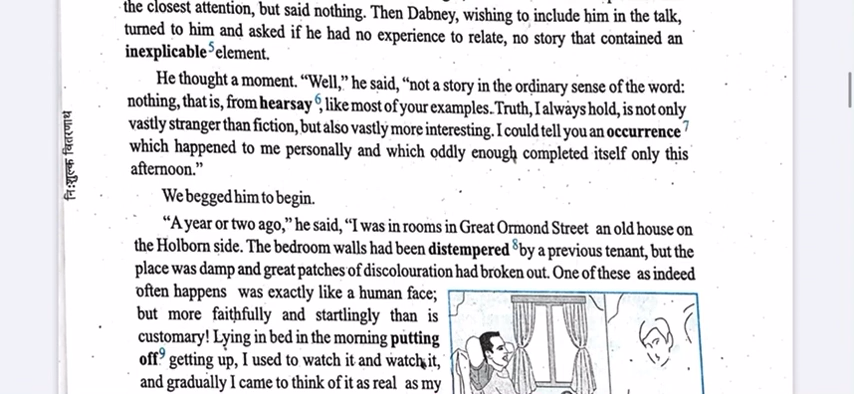 the closest attention, but said nothing. Then Dabney, wishing to include him in the talk,
turned to him and asked if he had no experience to relate, no story that contained an
inexplicable5 element.
He thought a moment. “Well,” he said, “not a story in the ordinary sense of the word:
nothing, that is, from hearsay 6, like most of your examples. Truth, I always hold, is not only
vastly stranger than fiction, but also vastly more interesting. I could tell you an occurrence 7
which happened to me personally and which oddly enough completed itself only this
afternoon.”
We begged him to begin.
“A year or two ago,” he said, “I was in rooms in Great Ormond Street an old house on
the Holborn side. The bedroom walls had been distempered 8 by a previous tenant, but the
place was damp and great patches of discolouration had broken out. One of these as indeed
often happens was exactly like a human face;
but more faithfully and startlingly than is
customary! Lying in bed in the morning putting
off9 getting up, I used to watch it and watch it,
and gradually I came to think of it as real as my
नि:शुल्क वितरणार्थ